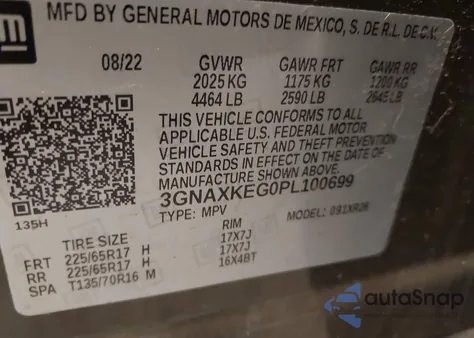 gm
MFD BY GENERAL MOTORS DE MEXICO, S. DE R.L. DE C.V.
08/22 GVWR GAWR FRT GAWR RR
2025 KG 1175 KG 1200 KG
4464 LB 2590 LB 2645 LB
THIS VEHICLE CONFORMS TO ALL
APPLICABLE U.S. FEDERAL MOTOR
VEHICLE SAFETY, BUMPER, AND
THEFT PREVENTION STANDARDS
IN EFFECT ON THE DATE OF
MANUFACTURE SHOWN ABOVE.
3GNAXKEG0PL100699
TYPE: MPV MODEL: 091XR26
135H
TIRE SIZE RIM
FRT 225/65R17 H 17X7J
RR 225/65R17 H 17X7J
SPA T135/70R16 M 16X4BT
autoSnap